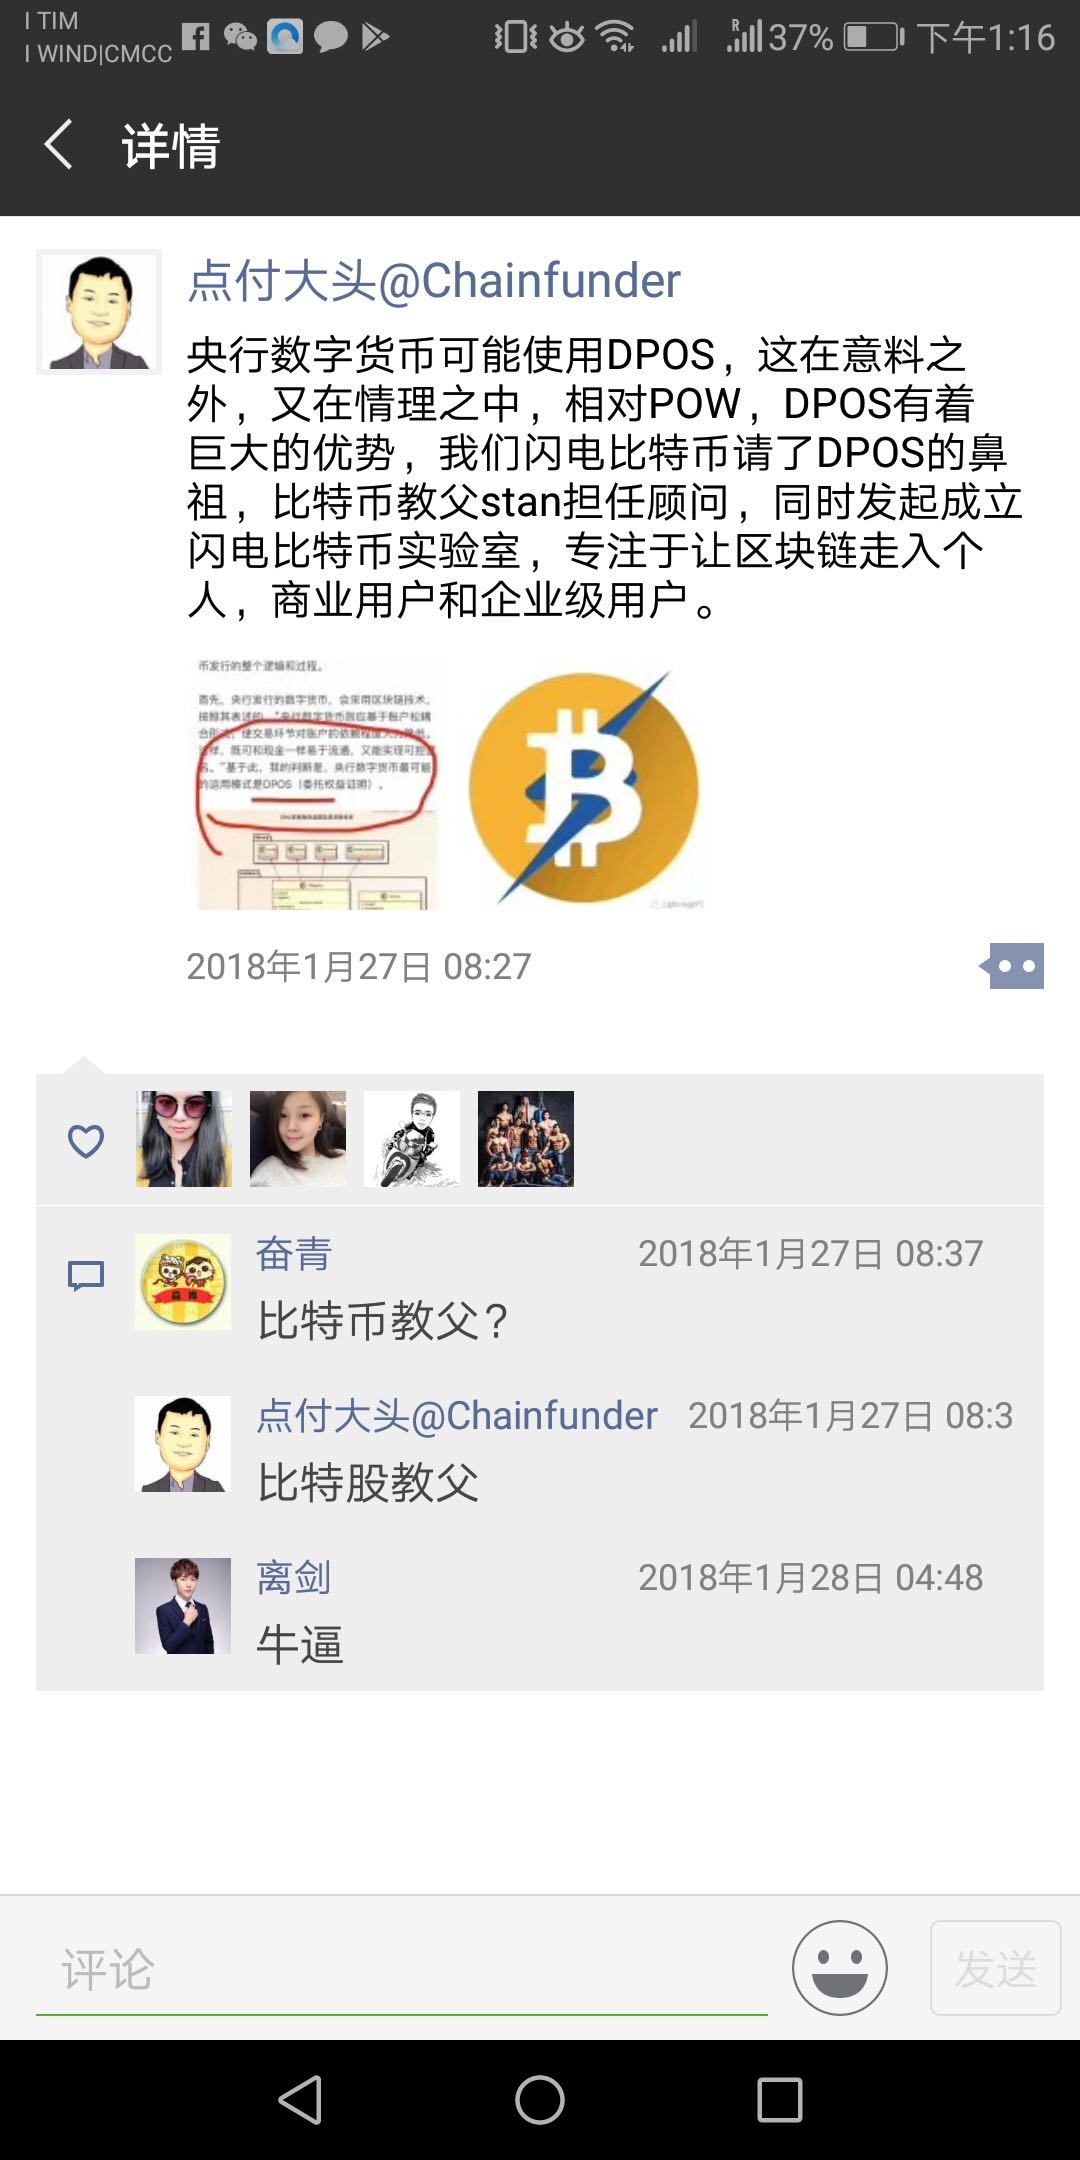 I TIM
I WIND|CMCC
37%
下午1:16
详情
点付大头@Chainfunder
央行数字货币可能使用DPOS，这在意料之
外，又在情理之中，相对POW，DPOS有着
巨大的优势，我们闪电比特币请了DPOS的鼻
祖，比特币教父stan担任顾问，同时发起成立
闪电比特币实验室，专注于让区块链走入个
人，商业用户和企业级用户。
币发行的整个逻辑和过程。
首先，央行发行的数字货币，会采用区块链技术。
按照其表述的，“央行数字货币则应基于账户松耦
合形式，使交易环节对账户的依赖程度大为降低。
这样，既可和现金一样易于流通，又能实现可控匿
名。”基于此，我的判断是，央行数字货币最可能
的运用模式是DPOS（委托权益证明）。
2018年1月27日 08:27
奋青
2018年1月27日 08:37
比特币教父？
点付大头@Chainfunder
2018年1月27日 08:3
比特股教父
离剑
2018年1月28日 04:48
牛逼
评论
发送